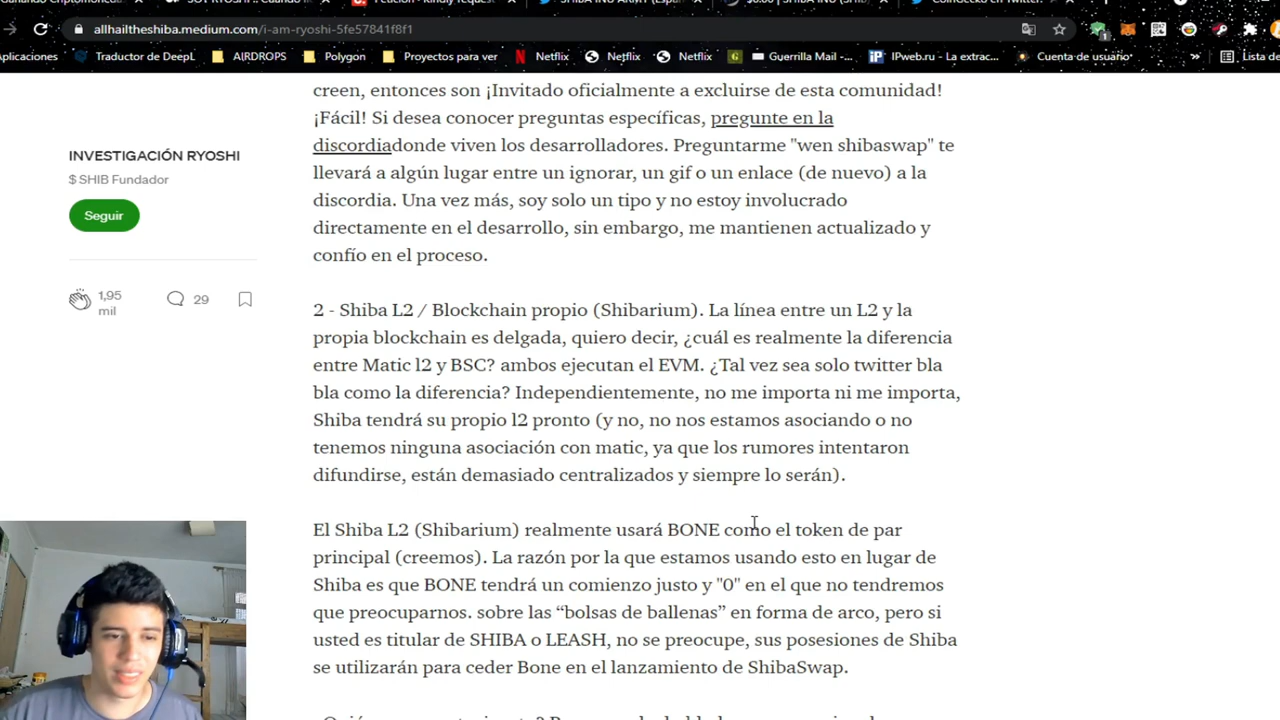 allhailtheshiba.medium.com/i-am-ryoshi-5fe57841f8f1
Traductor de DeepL
AIRDROPS
Polygon
Proyectos para ver
Netflix
Netflix
Netflix
Guerrilla Mail -...
IPweb.ru - La extrac...
Cuenta de usuario
»
Lista de
creen, entonces son ¡Invitado oficialmente a excluirse de esta comunidad!
¡Fácil! Si desea conocer preguntas específicas, pregunte en la
discordiadonde viven los desarrolladores. Preguntarme "wen shibaswap" te
llevará a algún lugar entre un ignorar, un gif o un enlace (de nuevo) a la
discordia. Una vez más, soy solo un tipo y no estoy involucrado
directamente en el desarrollo, sin embargo, me mantienen actualizado y
confío en el proceso.
INVESTIGACIÓN RYOSHI
$ SHIB Fundador
Seguir
1,95
mil
29
2 - Shiba L2 / Blockchain propio (Shibarium). La línea entre un L2 y la
propia blockchain es delgada, quiero decir, ¿cuál es realmente la diferencia
entre Matic l2 y BSC? ambos ejecutan el EVM. ¿Tal vez sea solo twitter bla
bla como la diferencia? Independientemente, no me importa ni me importa,
Shiba tendrá su propio l2 pronto (y no, no nos estamos asociando o no
tenemos ninguna asociación con matic, ya que los rumores intentaron
difundirse, están demasiado centralizados y siempre lo serán).
El Shiba L2 (Shibarium) realmente usará BONE como el token de par
principal (creemos). La razón por la que estamos usando esto en lugar de
Shiba es que BONE tendrá un comienzo justo y "0" en el que no tendremos
que preocuparnos. sobre las “bolsas de ballenas” en forma de arco, pero si
usted es titular de SHIBA o LEASH, no se preocupe, sus posesiones de Shiba
se utilizarán para ceder Bone en el lanzamiento de ShibaSwap.